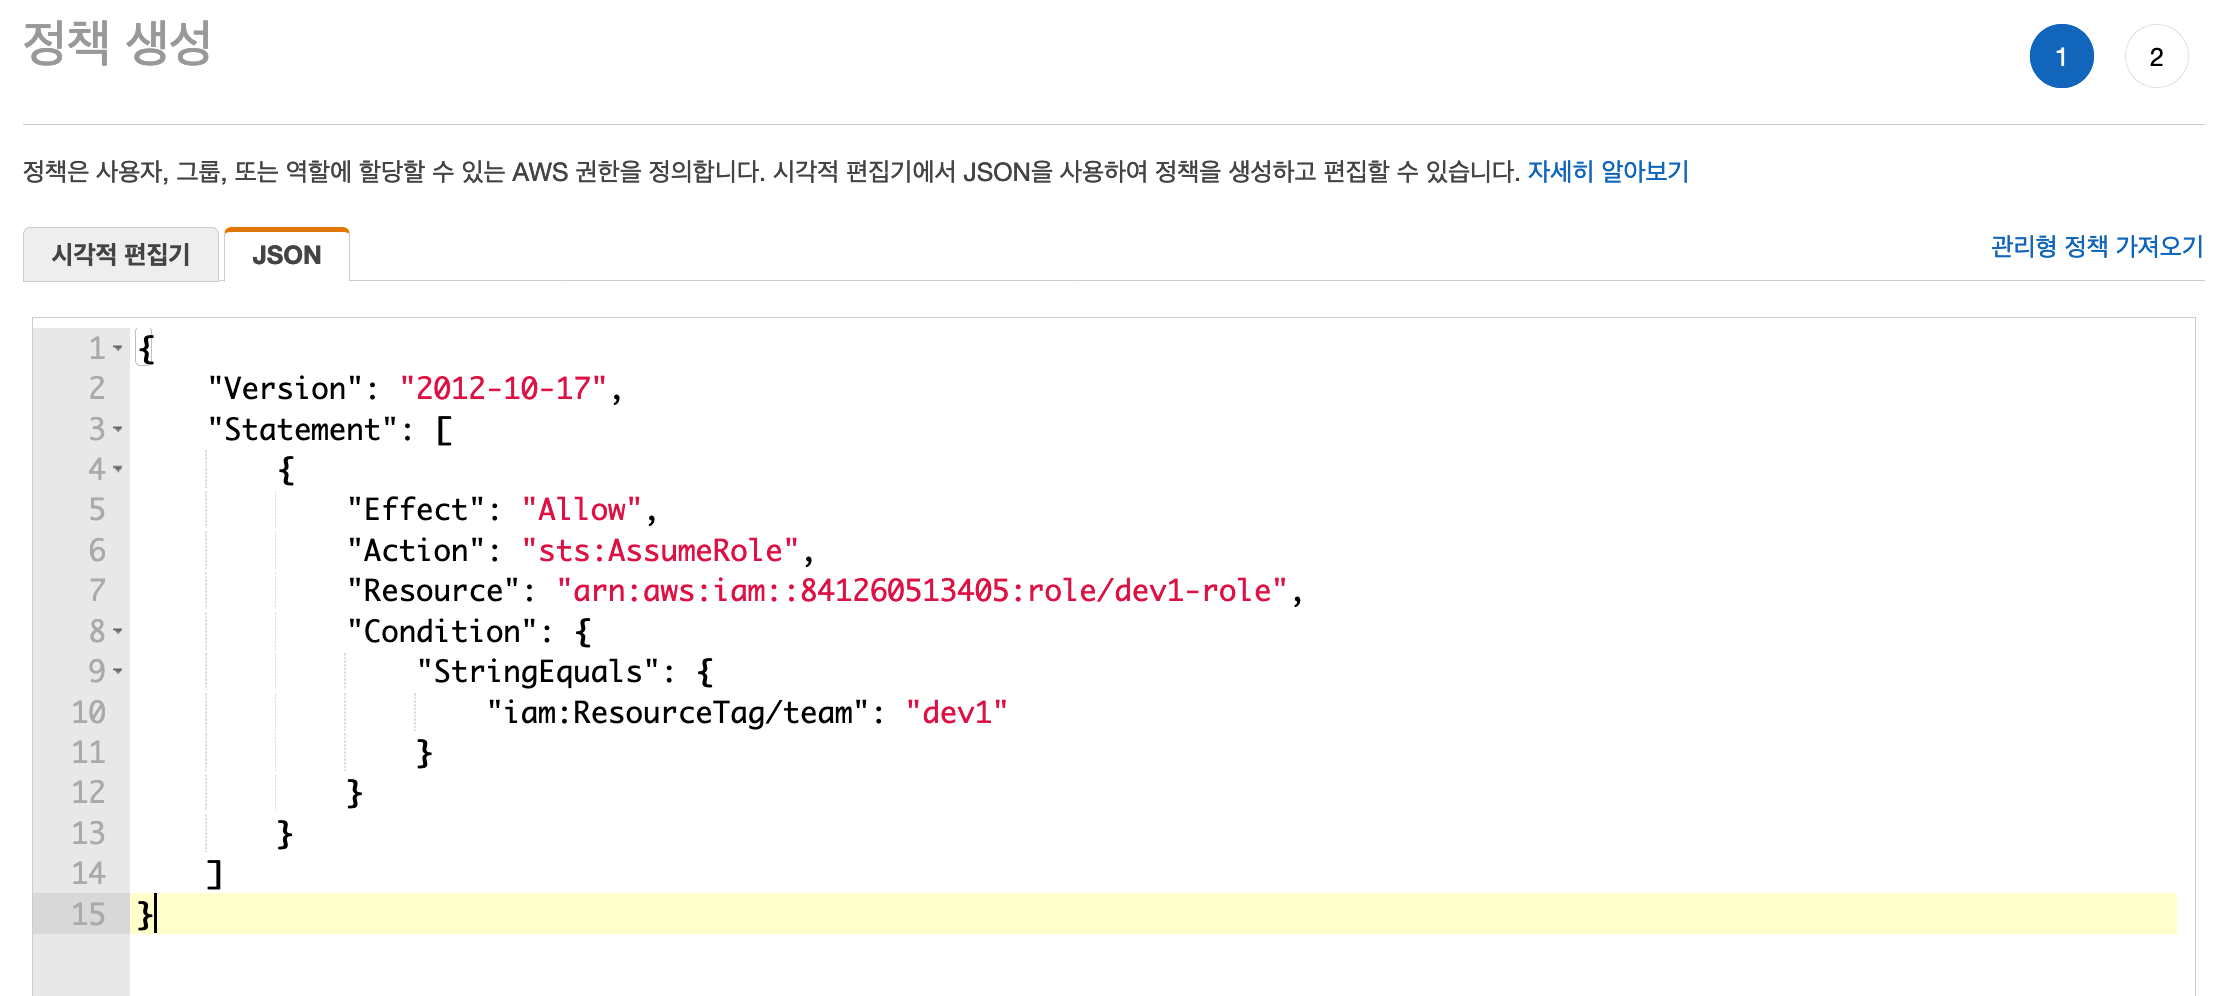 정책 생성
1 2
정책은 사용자, 그룹, 또는 역할에 할당할 수 있는 AWS 권한을 정의합니다. 시각적 편집기에서 JSON을 사용하여 정책을 생성하고 편집할 수 있습니다. 자세히 알아보기
시각적 편집기 JSON 관리형 정책 가져오기
1 {
2     "Version": "2012-10-17",
3     "Statement": [
4         {
5             "Effect": "Allow",
6             "Action": "sts:AssumeRole",
7             "Resource": "arn:aws:iam::841260513405:role/dev1-role",
8             "Condition": {
9                 "StringEquals": {
10                     "iam:ResourceTag/team": "dev1"
11                 }
12             }
13         }
14     ]
15 }